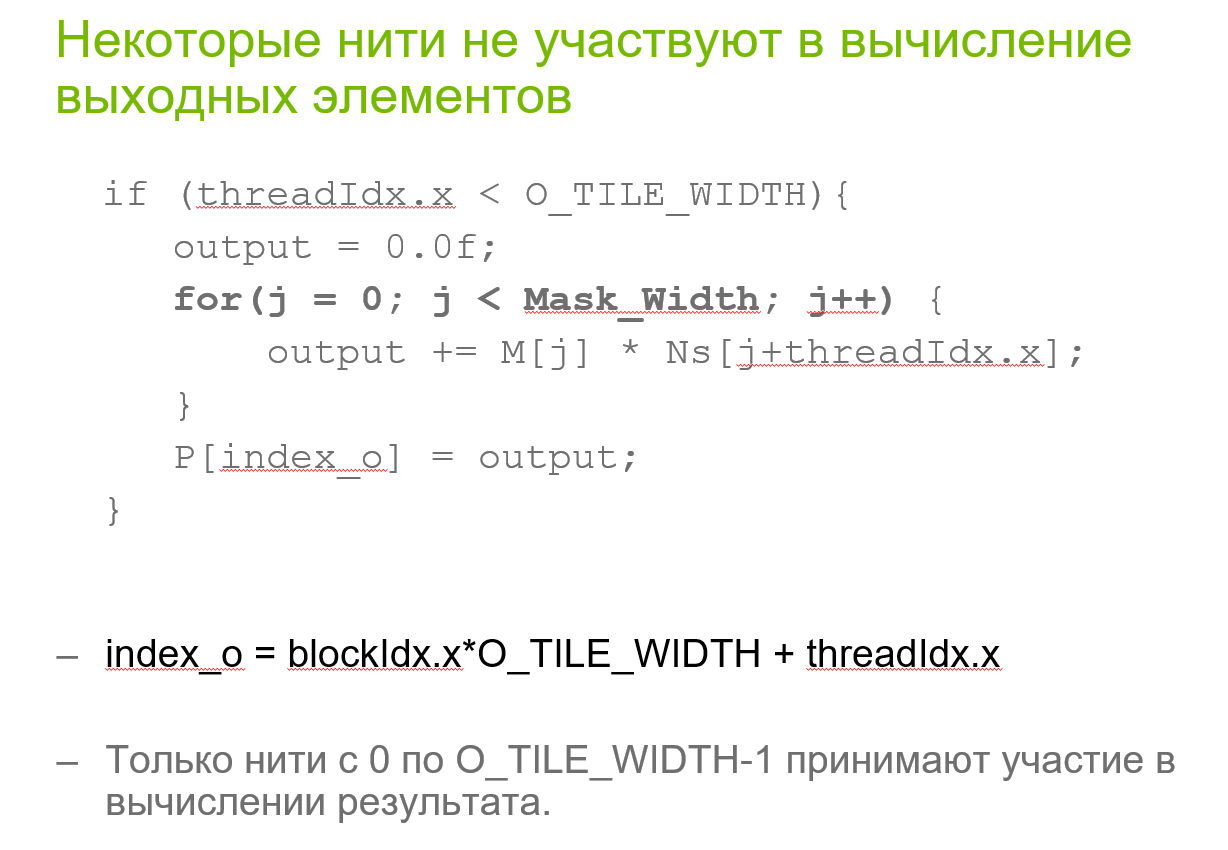 Некоторые нити не участвуют в вычисление
выходных элементов
if (threadIdx.x < O_TILE_WIDTH){
output = 0.0f;
for(j = 0; j < Mask_Width; j++) {
output += M[j] * Ns[j+threadIdx.x];
}
P[index_o] = output;
}
– index_o = blockIdx.x*O_TILE_WIDTH + threadIdx.x
– Только нити с 0 по O_TILE_WIDTH-1 принимают участие в
вычислении результата.